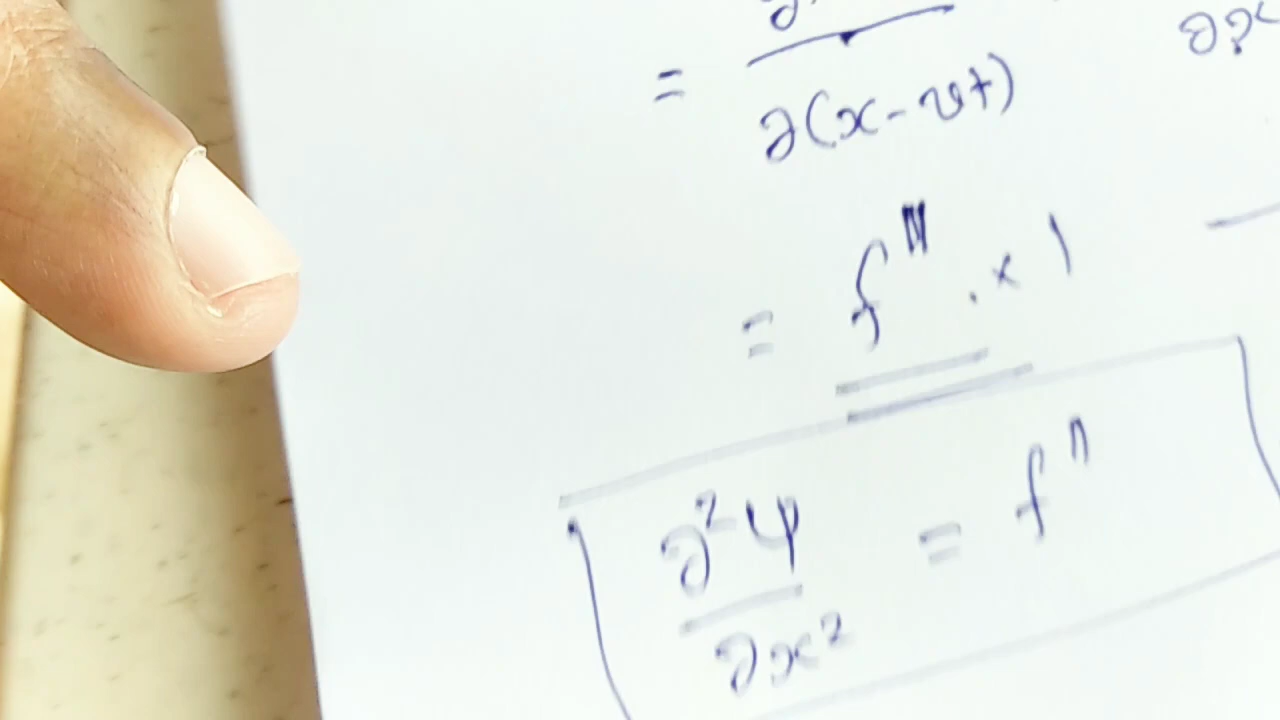 = ∂(x-vt) ∂x
= f'' . × 1
∂²ψ/∂x² = f''